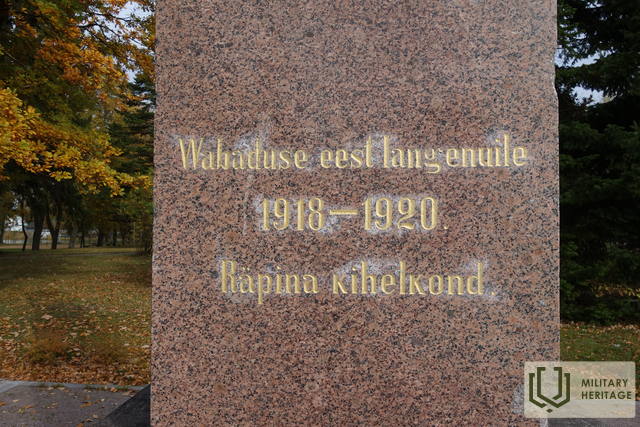 Wabaduse eest langenuile
1918—1920.
Räpina kihelkond
MILITARY
HERITAGE